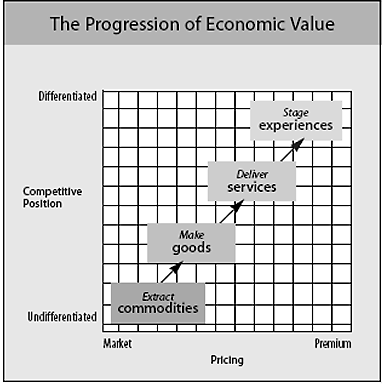 The Progression of Economic Value
Differentiated
Stage
experiences
Deliver
services
Competitive
Position
Make
goods
Extract
commodities
Undifferentiated
Market
Premium
Pricing